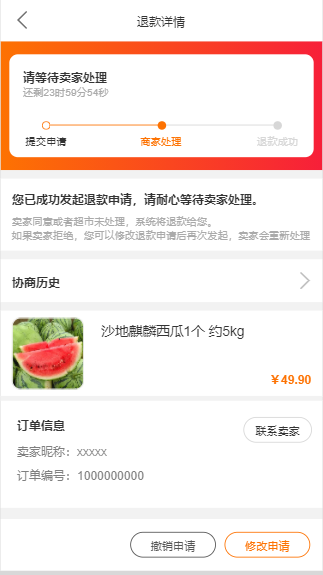 退款详情
请等待卖家处理
还剩23时59分54秒
提交申请
商家处理
退款成功
您已成功发起退款申请，请耐心等待卖家处理。
卖家同意或者超市未处理，系统将退款给您。
如果卖家拒绝，您可以修改退款申请后再次发起，卖家会重新处理
协商历史
沙地麒麟西瓜1个 约5kg
￥49.90
订单信息
联系卖家
卖家昵称：xxxxx
订单编号：1000000000
撤销申请
修改申请